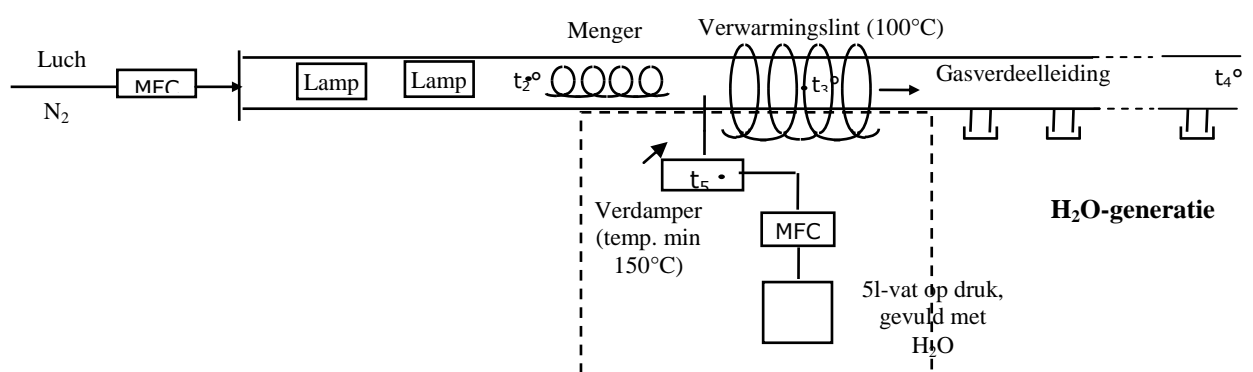 Menger
Verwarmingslint (100°C)
Luch
MFC
N₂
Lamp
Lamp
t₂°
t₃°
Gasverdeelleiding
t₄°
t₅
Verdamper
(temp. min
150°C)
MFC
H₂O-generatie
5l-vat op druk,
gevuld met
H₂O